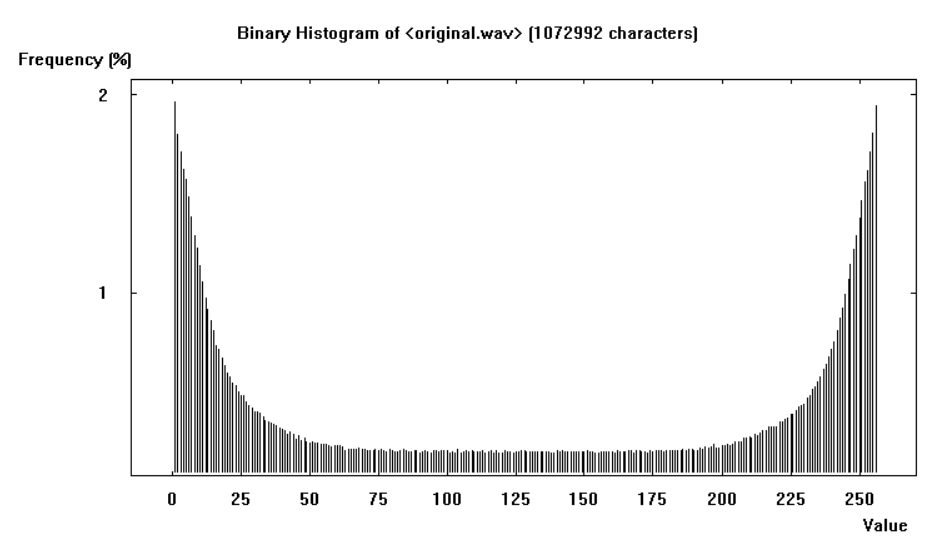 Binary Histogram of <original.wav> (1072992 characters)
Frequency (%)
2
1
0 25 50 75 100 125 150 175 200 225 250
Value